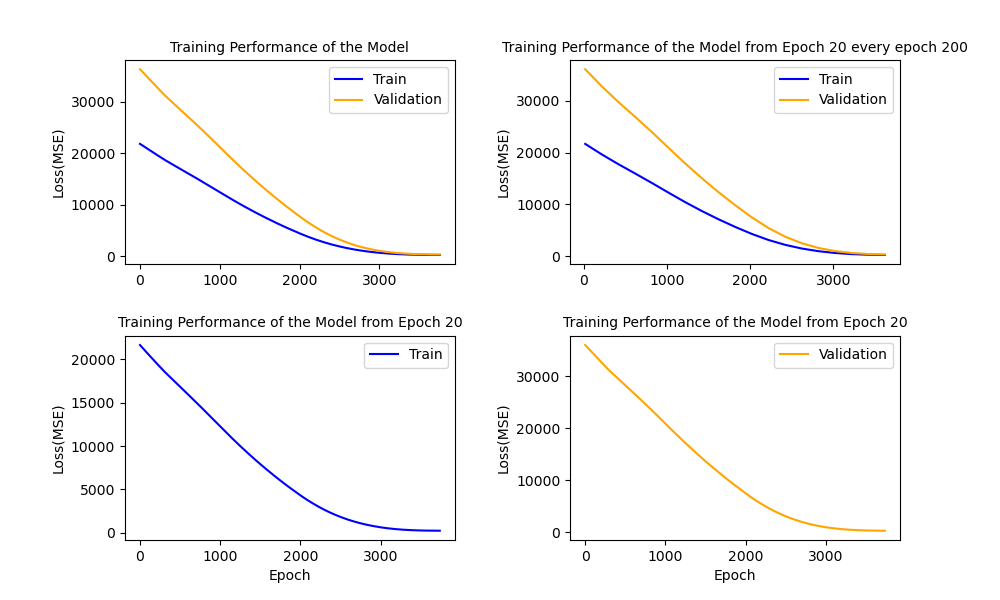 Training Performance of the Model
Loss(MSE)
30000
20000
10000
0
0 1000 2000 3000
Train
Validation
Training Performance of the Model from Epoch 20 every epoch 200
Loss(MSE)
30000
20000
10000
0
0 1000 2000 3000
Train
Validation
Training Performance of the Model from Epoch 20
Loss(MSE)
20000
15000
10000
5000
0
0 1000 2000 3000
Epoch
Train
Training Performance of the Model from Epoch 20
Loss(MSE)
30000
20000
10000
0
0 1000 2000 3000
Epoch
Validation